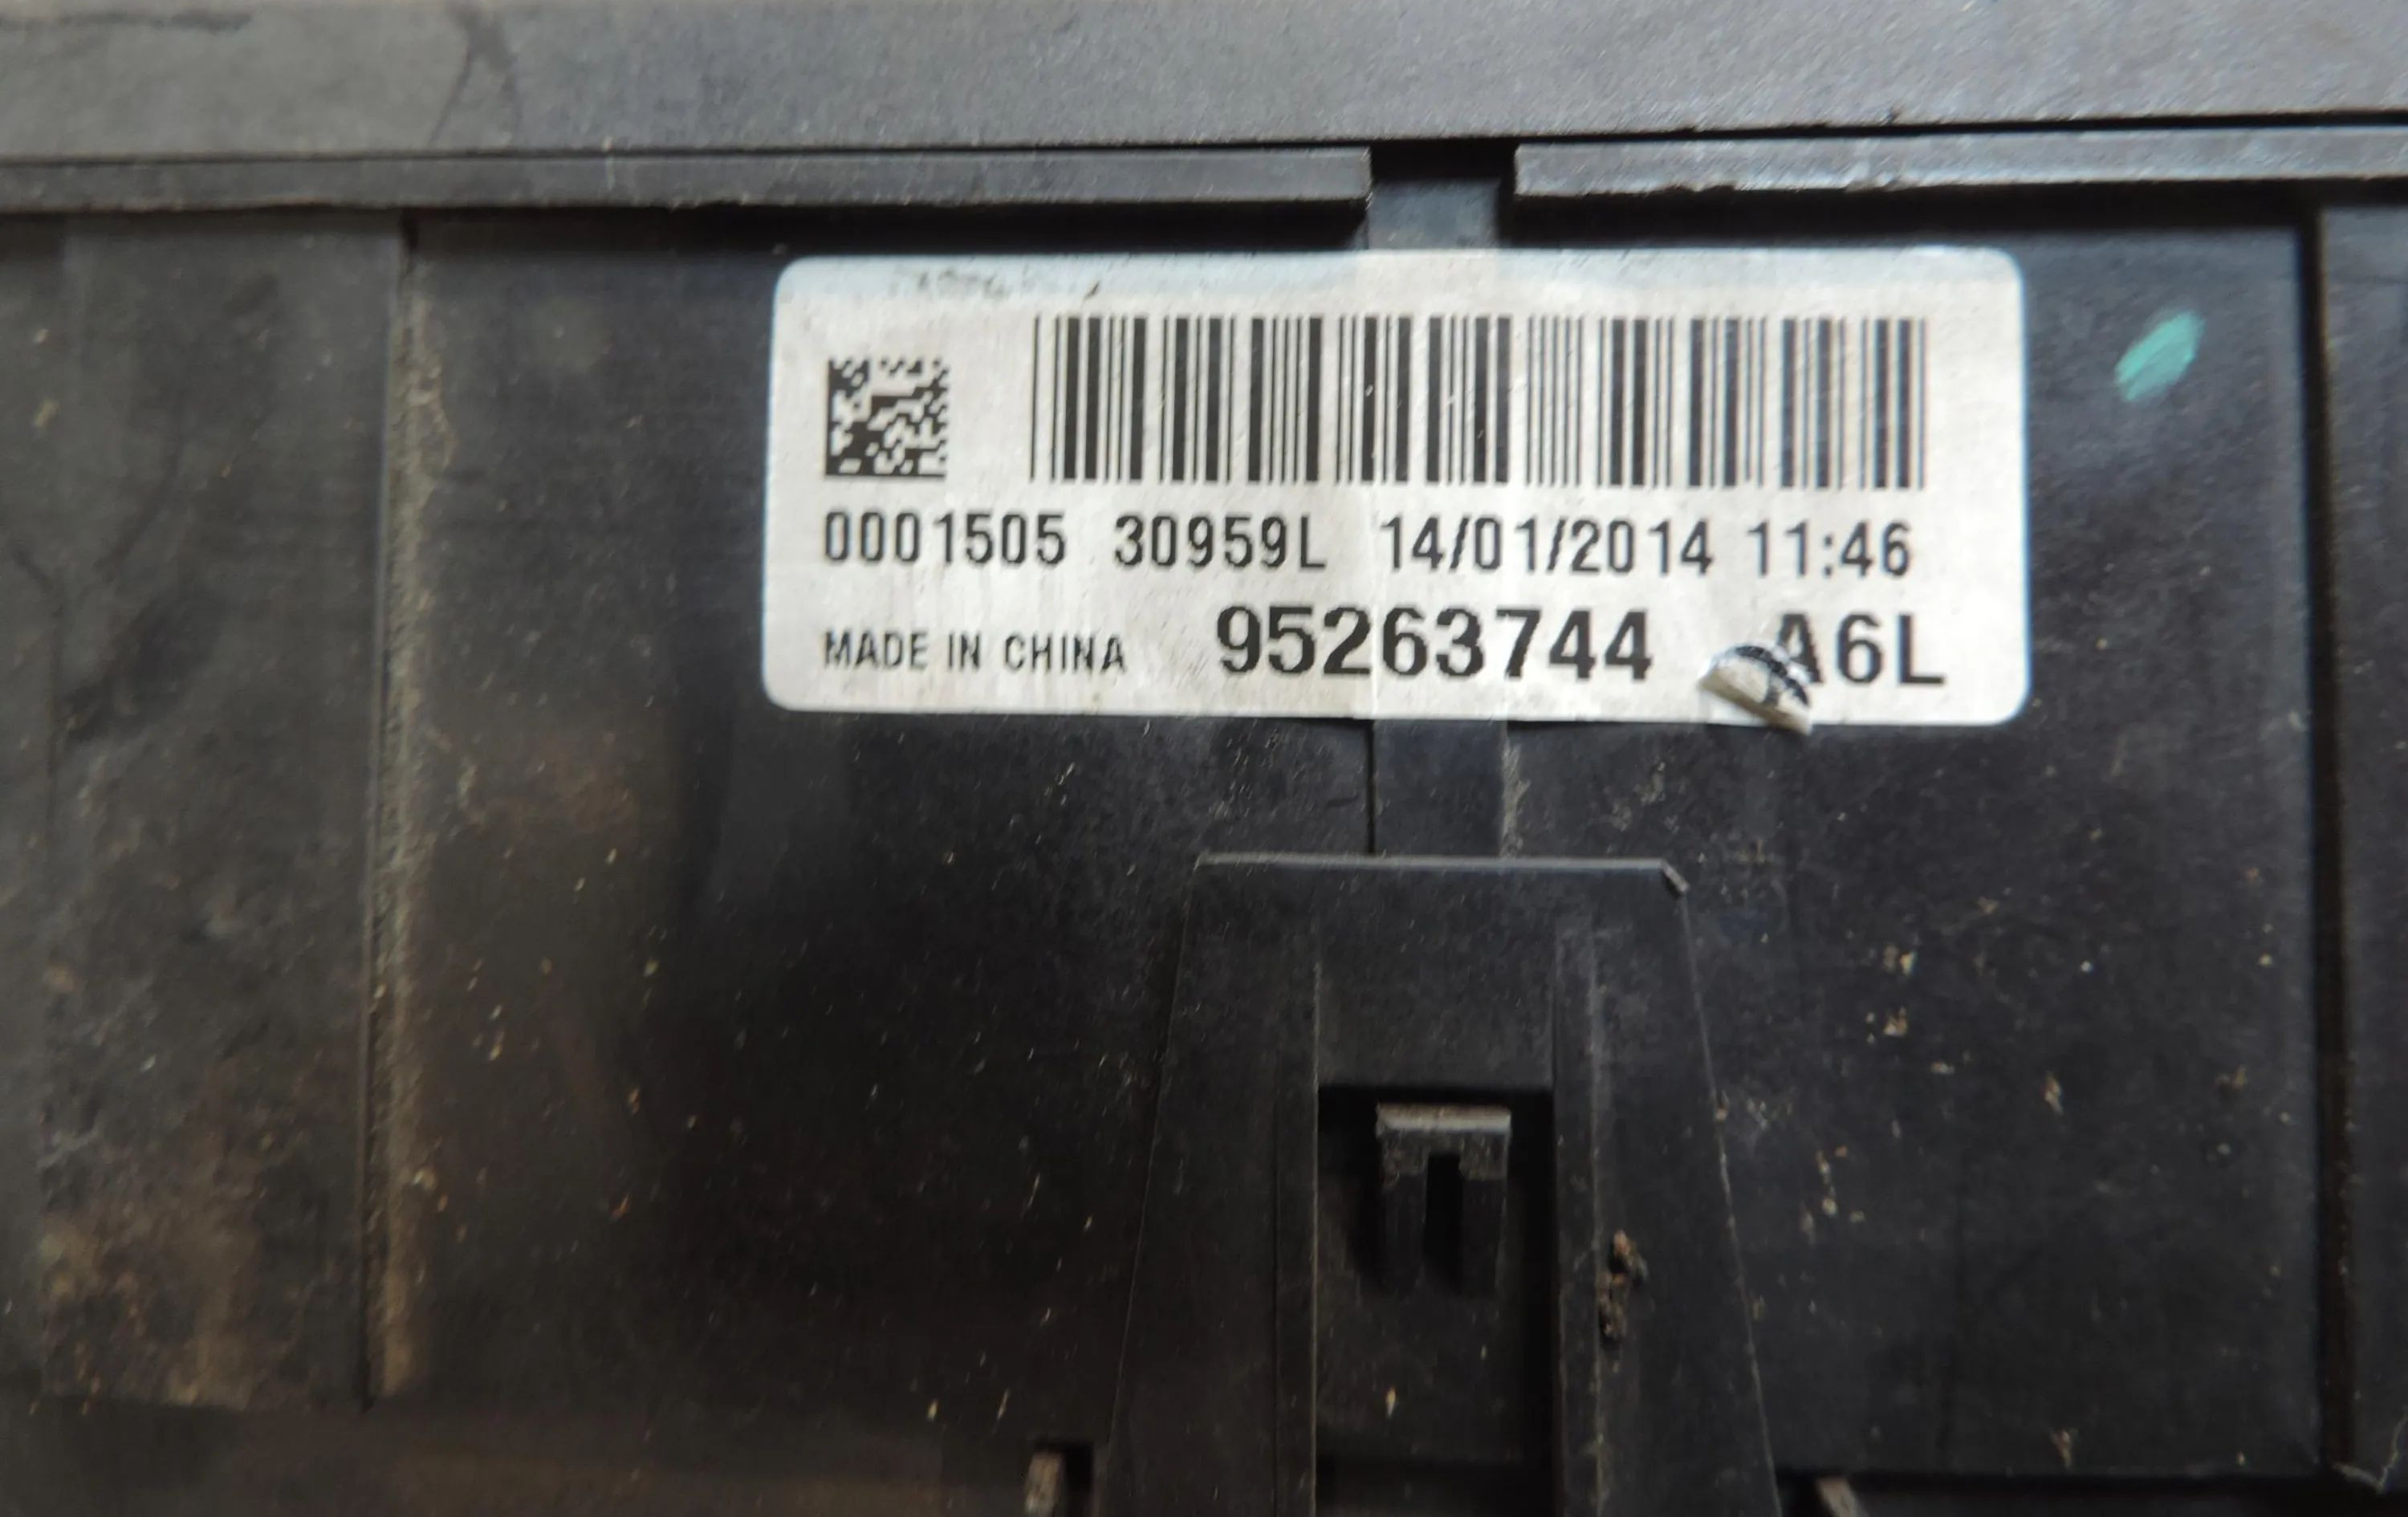 0001505 30959L 14/01/2014 11:46
MADE IN CHINA 95263744 A6L